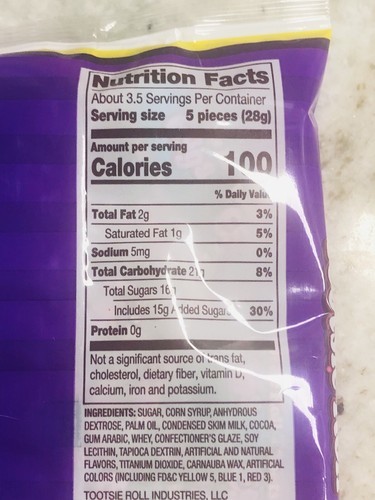 Nutrition Facts
About 3.5 Servings Per Container
Serving size 5 pieces (28g)
Amount per serving
Calories 100
% Daily Value
Total Fat 2g 3%
Saturated Fat 1g 5%
Sodium 5mg 0%
Total Carbohydrate 21g 8%
Total Sugars 16g
Includes 15g Added Sugars 30%
Protein 0g
Not a significant source of trans fat,
cholesterol, dietary fiber, vitamin D,
calcium, iron and potassium.
INGREDIENTS: SUGAR, CORN SYRUP, ANHYDROUS
DEXTROSE, PALM OIL, CONDENSED SKIM MILK, COCOA,
GUM ARABIC, WHEY, CONFECTIONER'S GLAZE, SOY
LECITHIN, TAPIOCA DEXTRIN, ARTIFICIAL AND NATURAL
FLAVORS, TITANIUM DIOXIDE, CARNAUBA WAX, ARTIFICIAL
COLORS (INCLUDING FD&C YELLOW 5, BLUE 1, RED 3).
TOOTSIE ROLL INDUSTRIES, LLC